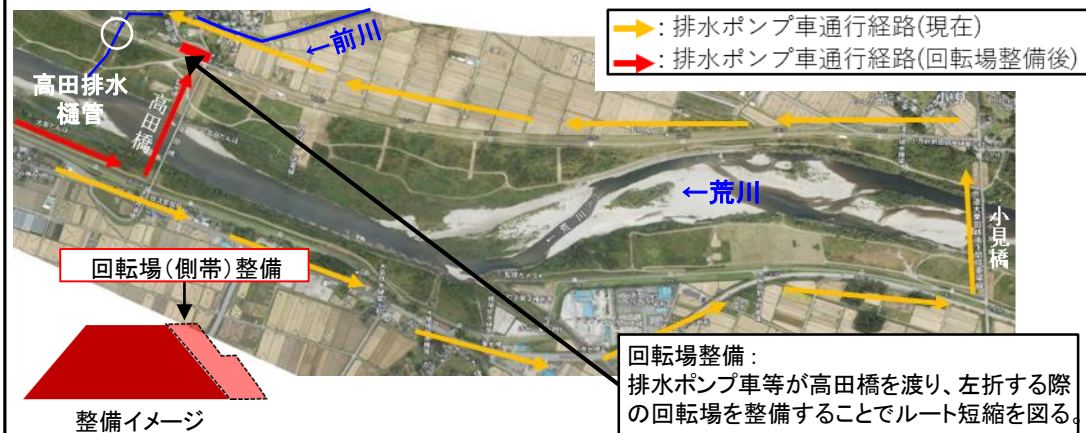 →: 排水ポンプ車通行経路(現在)
→: 排水ポンプ車通行経路(回転場整備後)
←前川
高田排水
樋管
高田橋
←荒川
小見橋
回転場(側帯)整備
整備イメージ
回転場整備:
排水ポンプ車等が高田橋を渡り、左折する際
の回転場を整備することでルート短縮を図る。